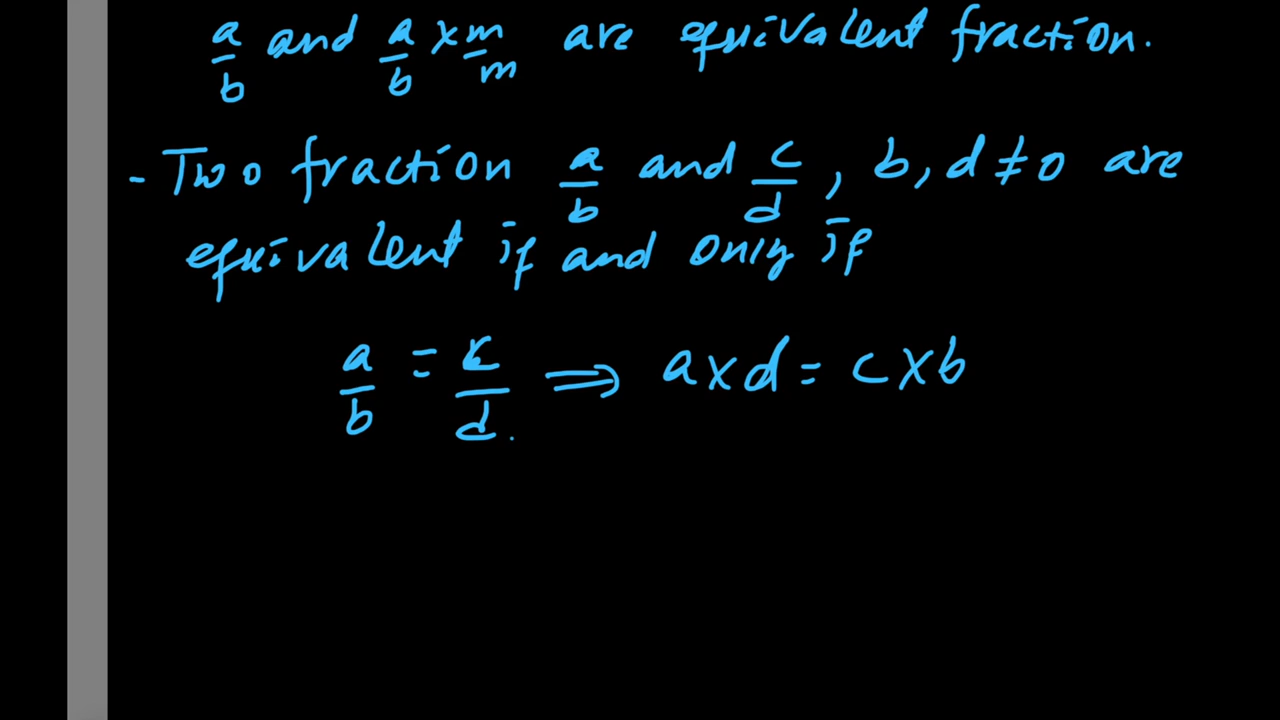 a/b and a/b × m/m are equivalent fraction.
- Two fraction a/b and c/d, b, d ≠ 0 are
equivalent if and only if
a/b = c/d. ⟹ a × d = c × b